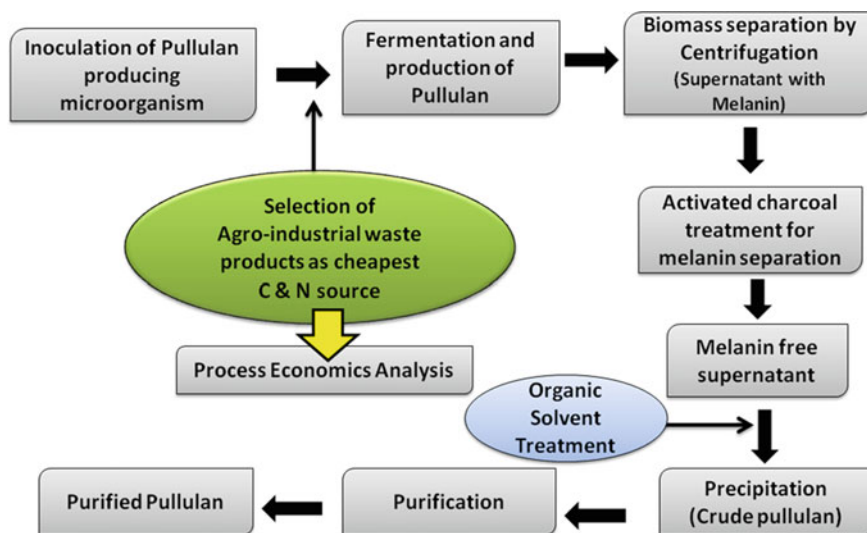 Inoculation of Pullulan
producing
microorganism
Fermentation and
production of
Pullulan
Biomass separation by
Centrifugation
(Supernatant with
Melanin)
Selection of
Agro-industrial waste
products as cheapest
C & N source
Activated charcoal
treatment for
melanin separation
Process Economics Analysis
Melanin free
supernatant
Organic
Solvent
Treatment
Precipitation
(Crude pullulan)
Purification
Purified Pullulan